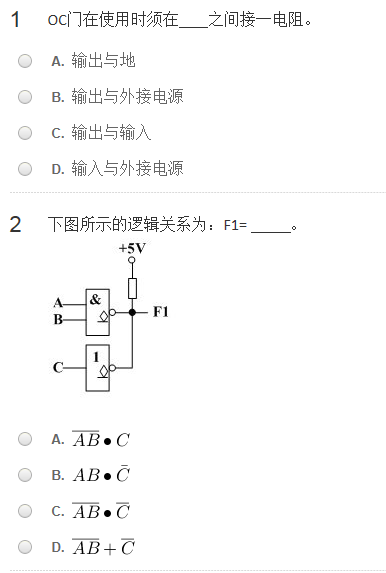 1 OC门在使用时须在____之间接一电阻。
A. 输出与地
B. 输出与外接电源
C. 输出与输入
D. 输入与外接电源
2 下图所示的逻辑关系为：F1= _____。
+5V
A
&
B
F1
C
1
A. \overline{AB} ● C
B. AB ● \bar{C}
C. \overline{AB} ● \overline{C}
D. \overline{AB} + \overline{C}